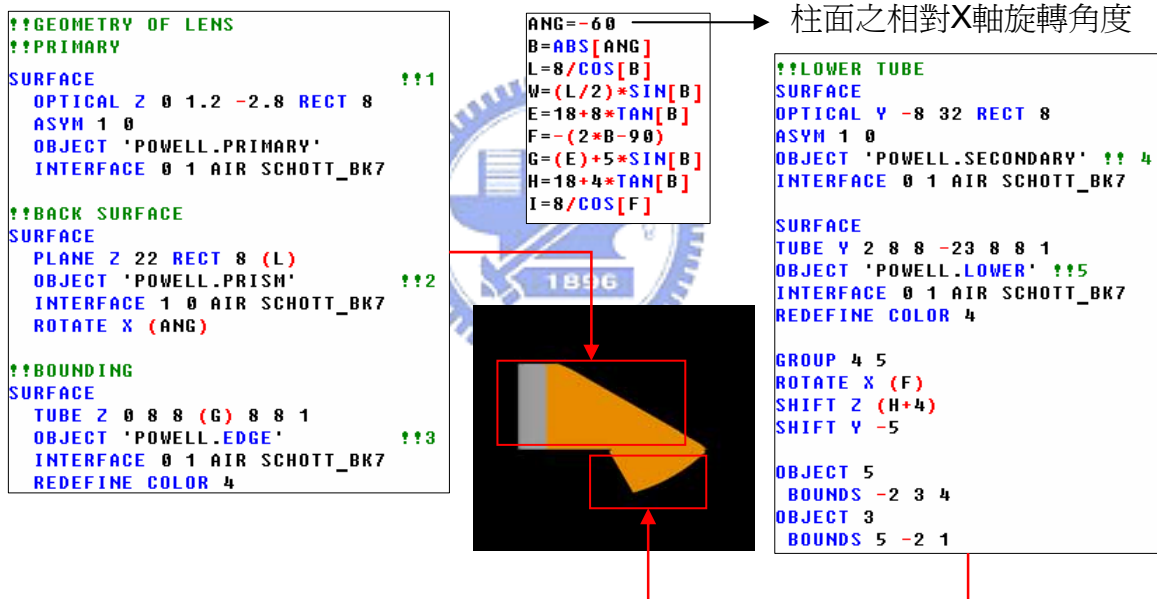 !!GEOMETRY OF LENS
!!PRIMARY
SURFACE !!1
OPTICAL Z 0 1.2 -2.8 RECT 8
ASYM 1 0
OBJECT 'POWELL.PRIMARY'
INTERFACE 0 1 AIR SCHOTT_BK7
!!BACK SURFACE
SURFACE
PLANE Z 22 RECT 8 (L)
OBJECT 'POWELL.PRISM' !!2
INTERFACE 1 0 AIR SCHOTT_BK7
ROTATE X (ANG)
!!BOUNDING
SURFACE
TUBE Z 0 8 8 (G) 8 8 1
OBJECT 'POWELL.EDGE' !!3
INTERFACE 0 1 AIR SCHOTT_BK7
REDEFINE COLOR 4
ANG=-60
B=ABS[ANG]
L=8/COS[B]
W=(L/2)*SIN[B]
E=18+8*TAN[B]
F=-(2*B-90)
G=(E)+5*SIN[B]
H=18+4*TAN[B]
I=8/COS[F]
柱面之相對X軸旋轉角度
1896
!!LOWER TUBE
SURFACE
OPTICAL Y -8 32 RECT 8
ASYM 1 0
OBJECT 'POWELL.SECONDARY' !! 4
INTERFACE 0 1 AIR SCHOTT_BK7
SURFACE
TUBE Y 2 8 8 -23 8 8 1
OBJECT 'POWELL.LOWER' !!5
INTERFACE 0 1 AIR SCHOTT_BK7
REDEFINE COLOR 4
GROUP 4 5
ROTATE X (F)
SHIFT Z (H+4)
SHIFT Y -5
OBJECT 5
BOUNDS -2 3 4
OBJECT 3
BOUNDS 5 -2 1